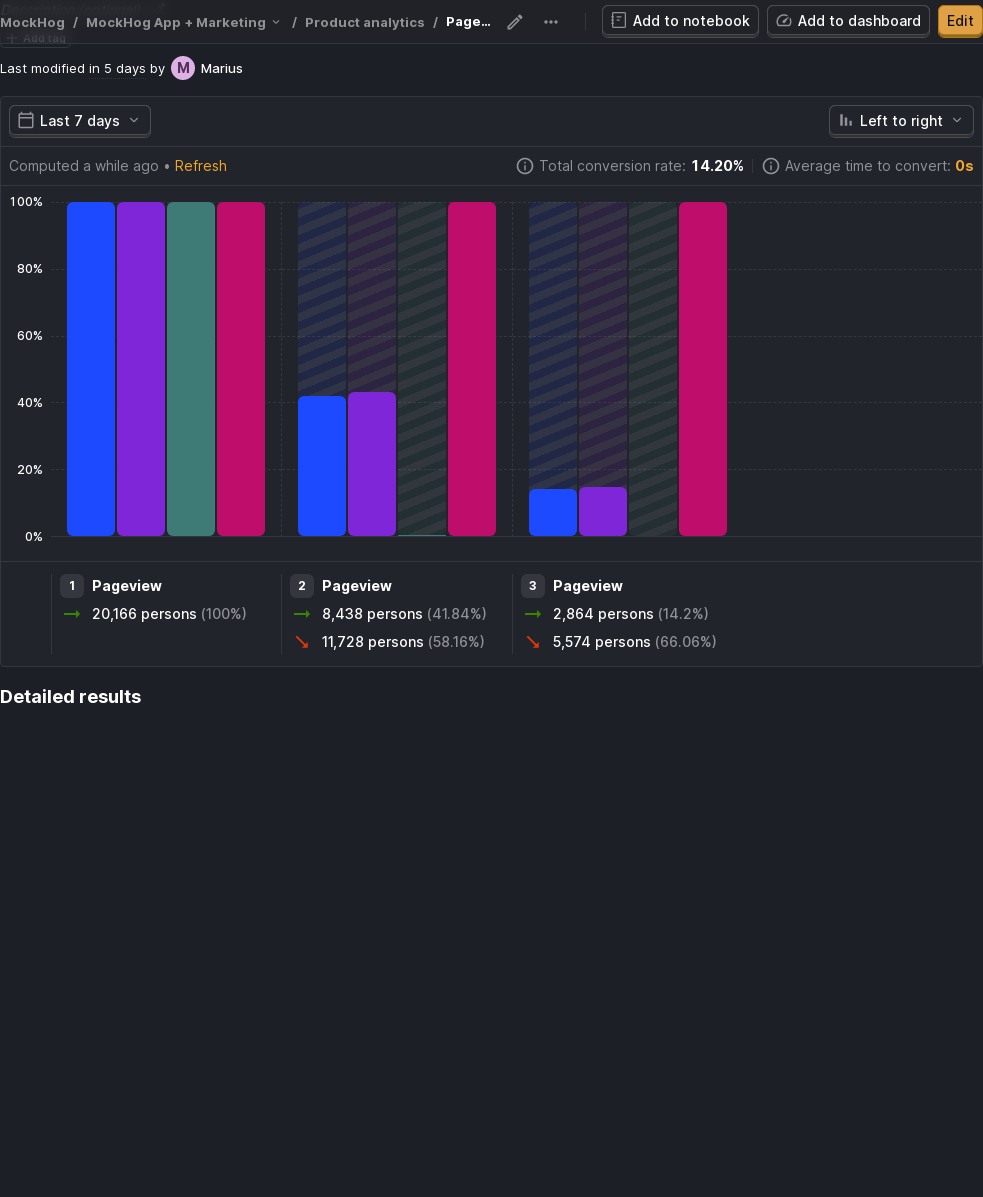 MockHog / MockHog App + Marketing / Product analytics / Page...
Add to notebook
Add to dashboard
Edit
Add tag
Last modified in 5 days by M Marius
Last 7 days
Left to right
Computed a while ago • Refresh
Total conversion rate: 14.20%
Average time to convert: 0s
100%
80%
60%
40%
20%
0%
1 Pageview
20,166 persons (100%)
2 Pageview
8,438 persons (41.84%)
11,728 persons (58.16%)
3 Pageview
2,864 persons (14.2%)
5,574 persons (66.06%)
Detailed results